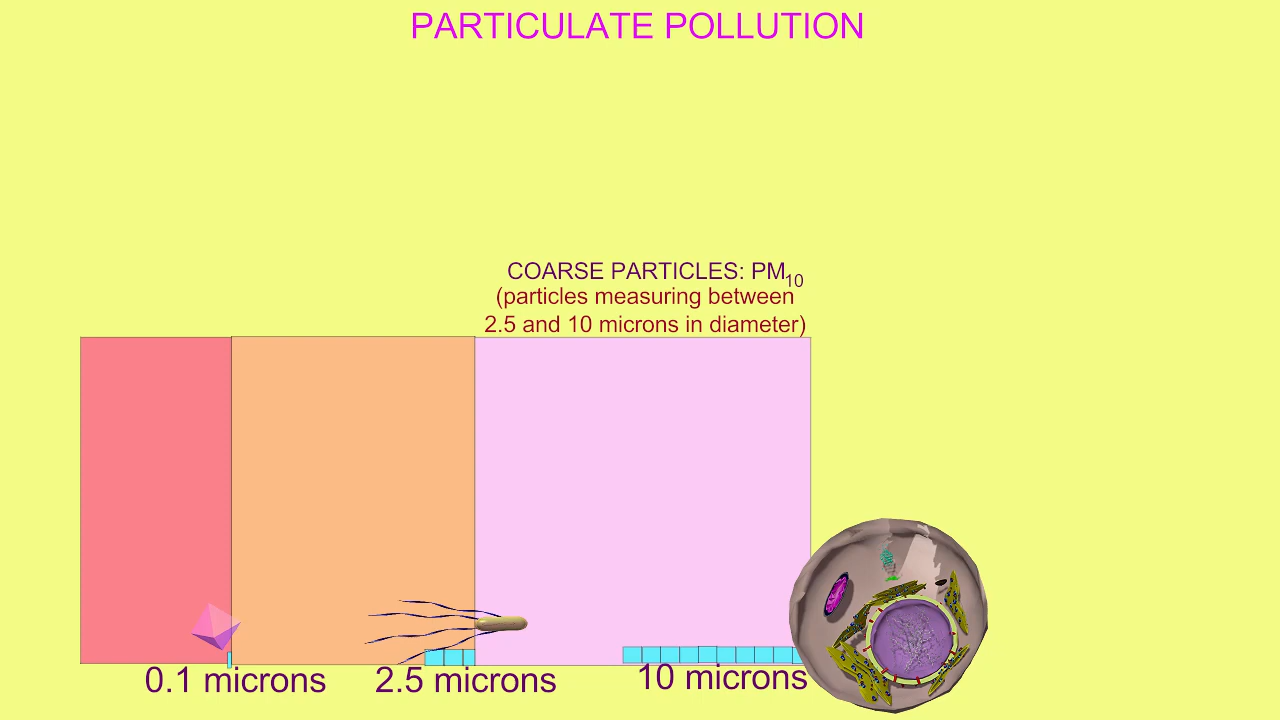 PARTICULATE POLLUTION
COARSE PARTICLES: PM10
(particles measuring between
2.5 and 10 microns in diameter)
0.1 microns
2.5 microns
10 microns